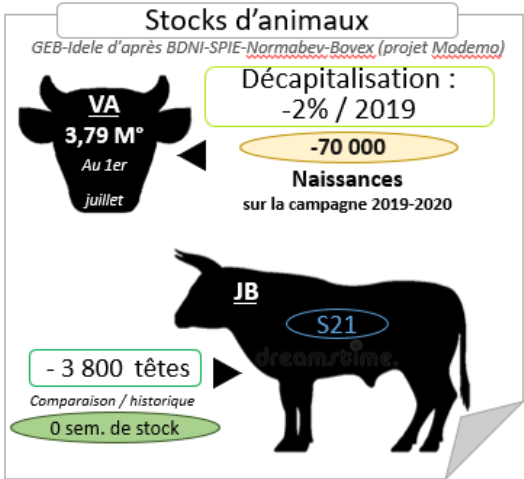 Stocks d'animaux
GEB-Idele d'après BDNI-SPIE-Normabev-Bovex (projet Modemo)
VA
3,79 M°
Au 1er
juillet
Décapitalisation :
-2% / 2019
-70 000
Naissances
sur la campagne 2019-2020
JB
S21
dreamstime.
- 3 800 têtes
Comparaison / historique
0 sem. de stock